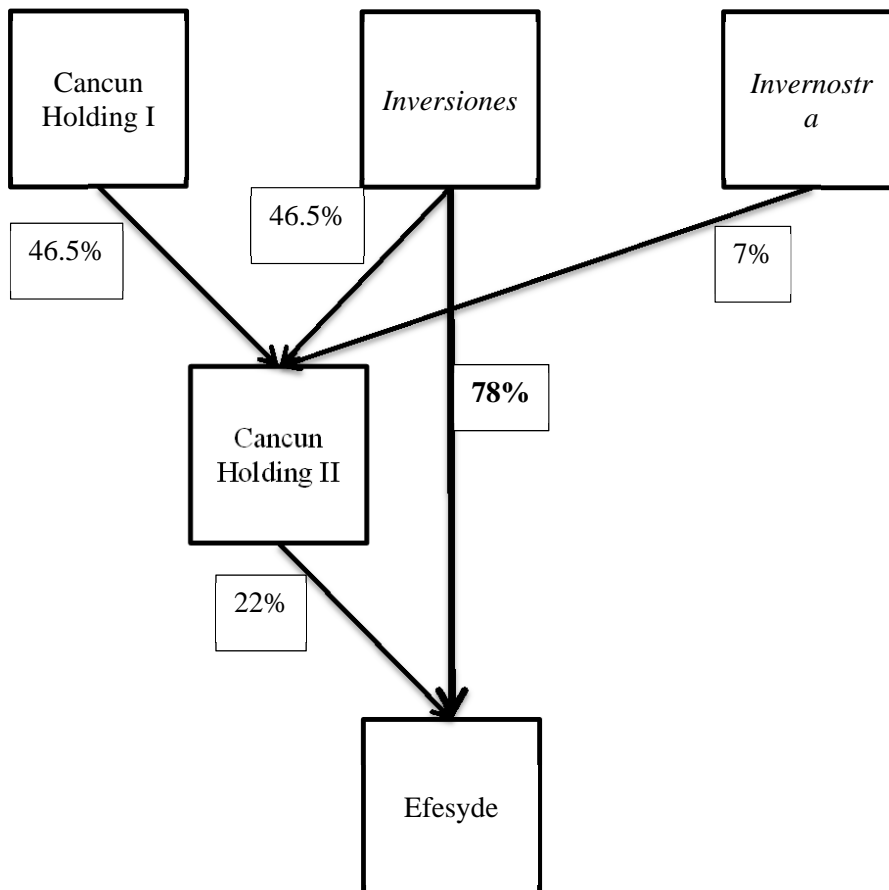 Cancun
Holding I
Inversiones
Invernostr
a
46.5%
46.5%
7%
78%
Cancun
Holding II
22%
Efesyde